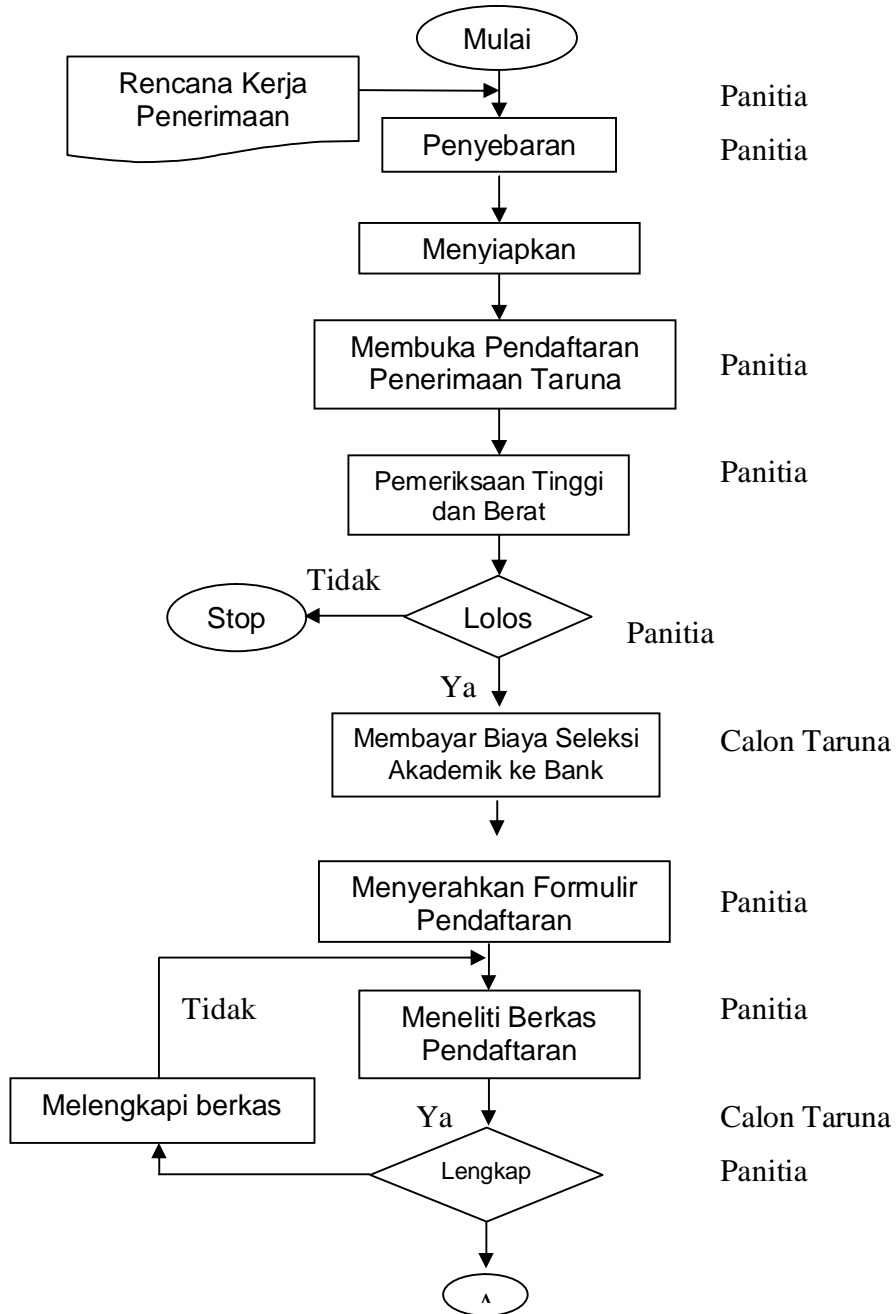 Mulai
Rencana Kerja
Penerimaan
Panitia
Penyebaran
Panitia
Menyiapkan
Membuka Pendaftaran
Penerimaan Taruna
Panitia
Pemeriksaan Tinggi
dan Berat
Panitia
Tidak
Stop
Lolos
Panitia
Ya
Membayar Biaya Seleksi
Akademik ke Bank
Calon Taruna
Menyerahkan Formulir
Pendaftaran
Panitia
Tidak
Meneliti Berkas
Pendaftaran
Panitia
Melengkapi berkas
Ya
Calon Taruna
Lengkap
Panitia